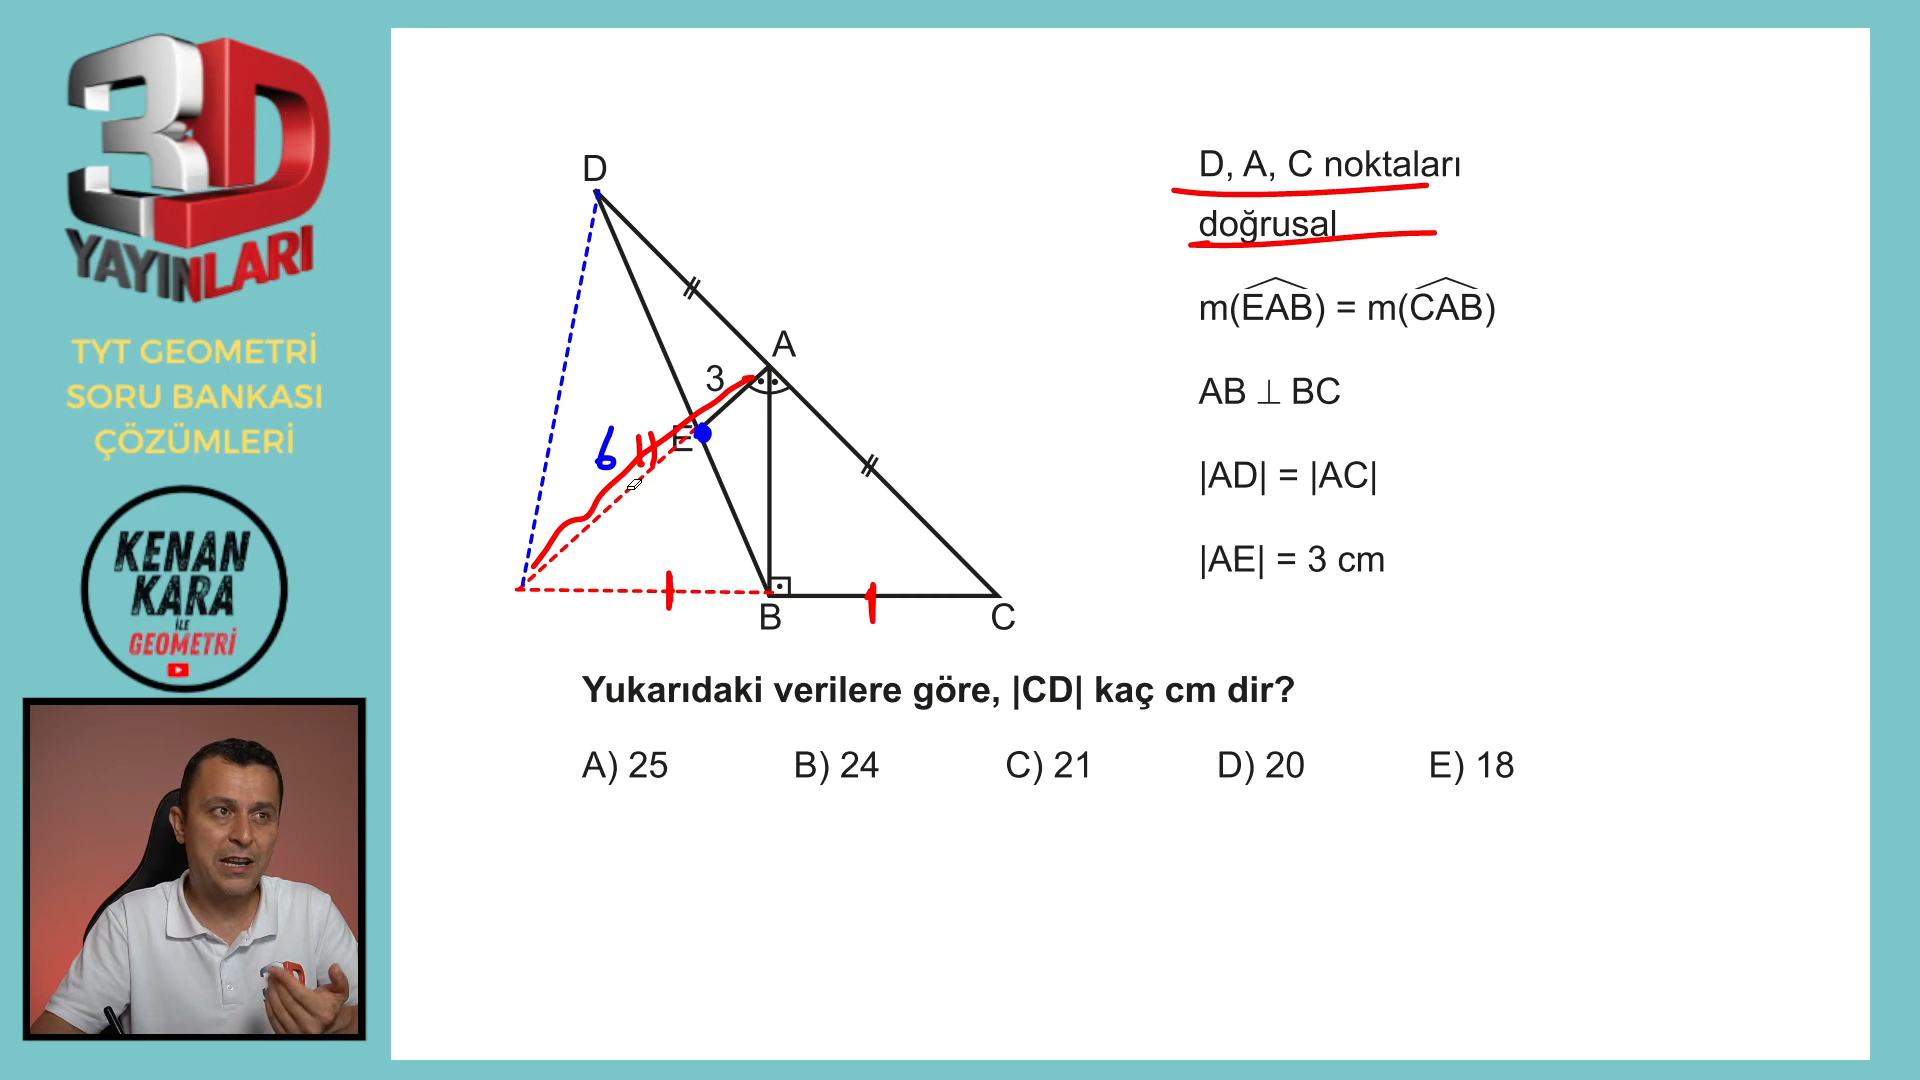 3D
YAYINLARI
TYT GEOMETRİ
SORU BANKASI
ÇÖZÜMLERİ
KENAN
KARA
İLE
GEOMETRİ
D
A
3
E
6
B
C
D, A, C noktaları
doğrusal
m(EAB) = m(CAB)
AB ⊥ BC
|AD| = |AC|
|AE| = 3 cm
Yukarıdaki verilere göre, |CD| kaç cm dir?
A) 25 B) 24 C) 21 D) 20 E) 18